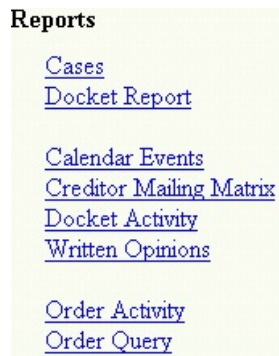 Reports
Cases
Docket Report
Calendar Events
Creditor Mailing Matrix
Docket Activity
Written Opinions
Order Activity
Order Query